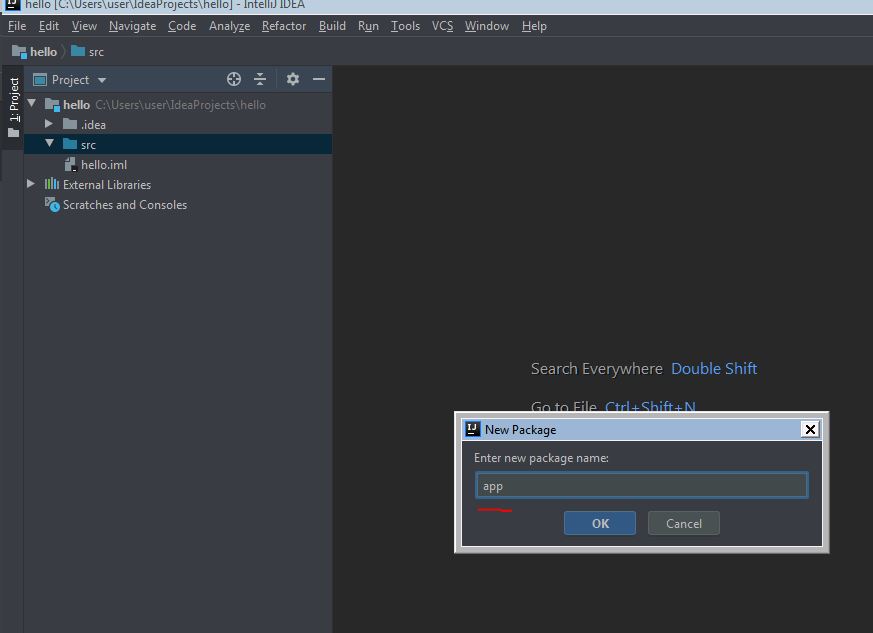 hello [C:\Users\user\IdeaProjects\hello] - IntelliJ IDEA
File Edit View Navigate Code Analyze Refactor Build Run Tools VCS Window Help
hello src
1: Project
Project
hello C:\Users\user\IdeaProjects\hello
.idea
src
hello.iml
External Libraries
Scratches and Consoles
Search Everywhere Double Shift
Go to File Ctrl+Shift+N
IJ New Package
Enter new package name:
app
OK Cancel